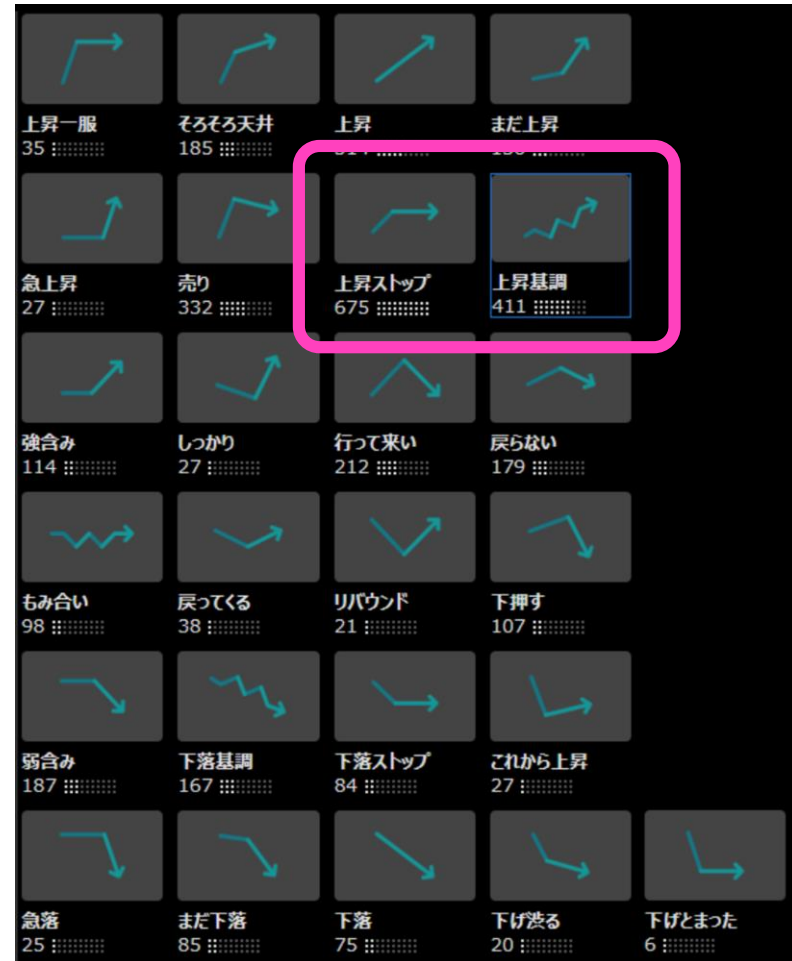 上昇一服 そろそろ天井 上昇 まだ上昇
35 185
急上昇 売り 上昇ストップ 上昇基調
27 332 675 411
強含み しっかり 行って来い 戻らない
114 27 212 179
もみ合い 戻ってくる リバウンド 下押す
98 38 21 107
弱含み 下落基調 下落ストップ これから上昇
187 167 84 27
急落 まだ下落 下落 下げ渋る 下げとまった
25 85 75 20 6